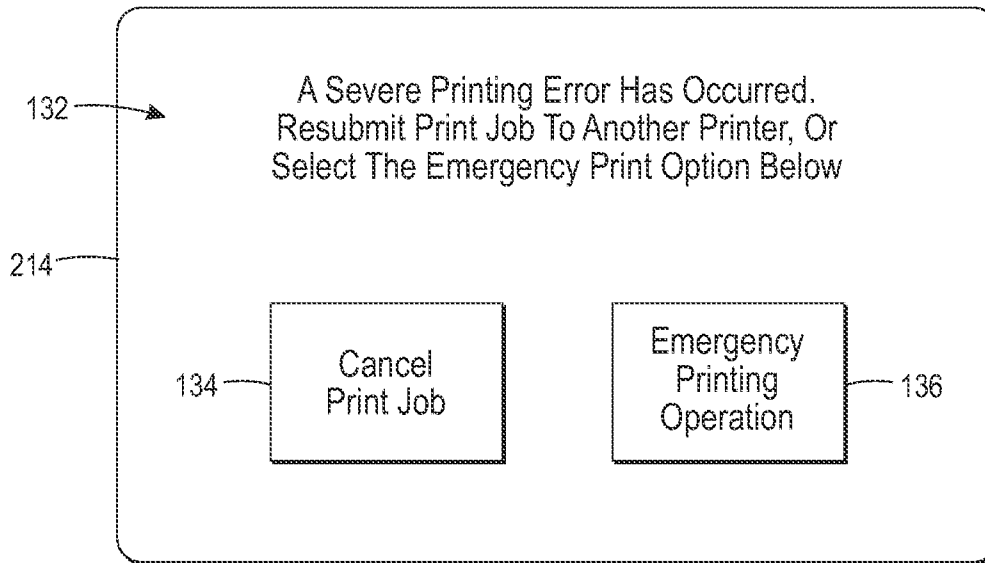 132
A Severe Printing Error Has Occurred.
Resubmit Print Job To Another Printer, Or
Select The Emergency Print Option Below
214
134
Cancel
Print Job
Emergency
Printing
Operation
136